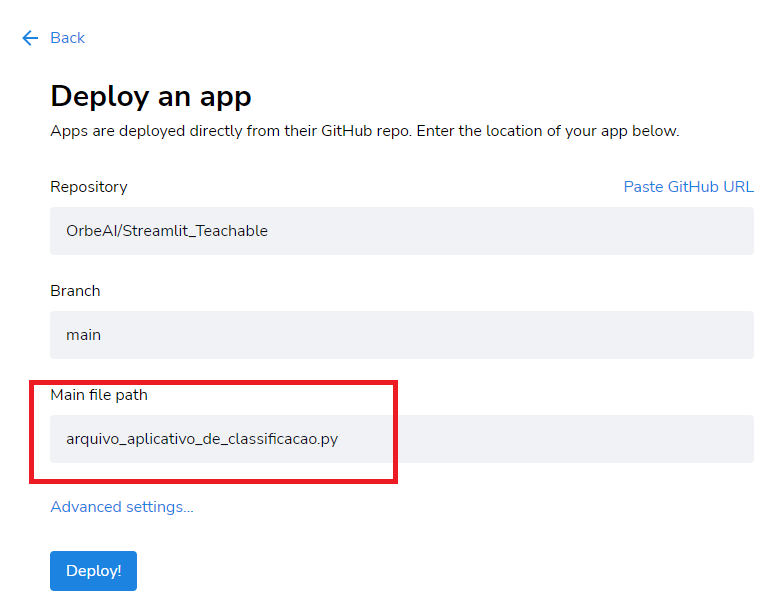 Back
Deploy an app
Apps are deployed directly from their GitHub repo. Enter the location of your app below.
Repository
Paste GitHub URL
OrbeAI/Streamlit_Teachable
Branch
main
Main file path
arquivo_aplicativo_de_classificacao.py
Advanced settings...
Deploy!